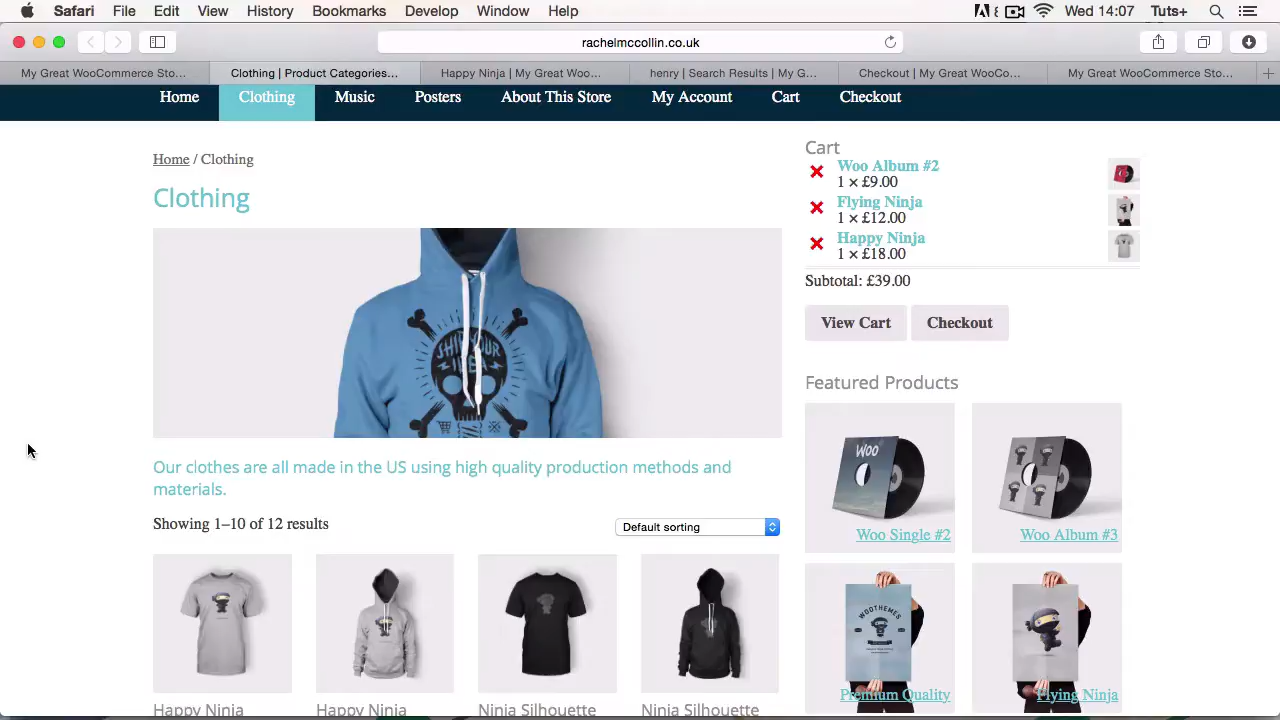 Safari File Edit View History Bookmarks Develop Window Help
Wed 14:07 Tuts+
rachelmccollin.co.uk
My Great WooCommerce Sto...
Clothing | Product Categories...
Happy Ninja | My Great Woo...
henry | Search Results | My G...
Checkout | My Great WooCo...
My Great WooCommerce Sto...
Home Clothing Music Posters About This Store My Account Cart Checkout
Home / Clothing
Clothing
SHIP YOUR
IDEA
Our clothes are all made in the US using high quality production methods and
materials.
Showing 1–10 of 12 results
Default sorting
Happy Ninja
Happy Ninja
Ninja Silhouette
Ninja Silhouette
Cart
Woo Album #2
1 × £9.00
Flying Ninja
1 × £12.00
Happy Ninja
1 × £18.00
Subtotal: £39.00
View Cart
Checkout
Featured Products
WOO
Woo Single #2
Woo Album #3
WOOTHEMES
Premium Quality
Flying Ninja